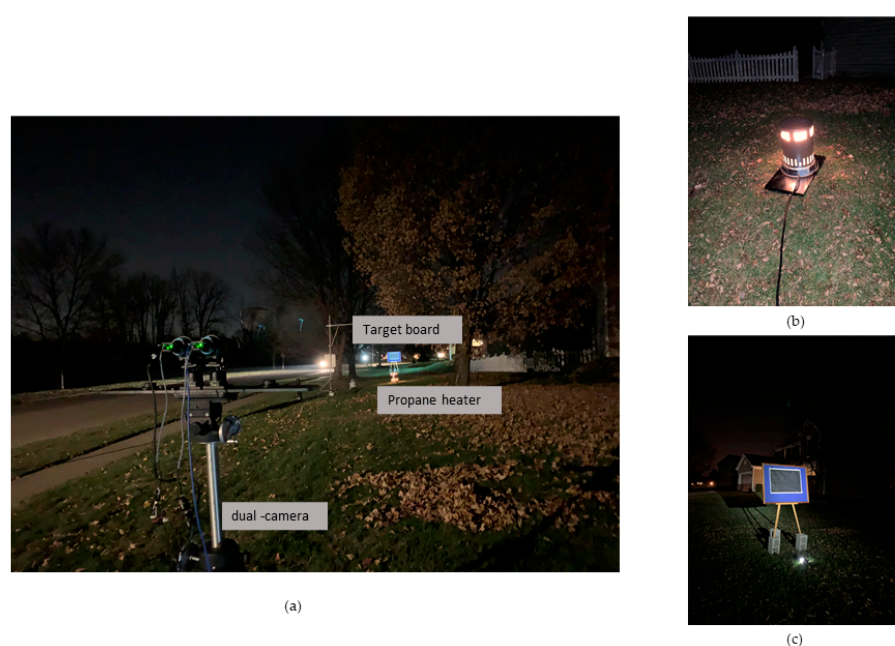 Target board
Propane heater
dual -camera
(a)
(b)
(c)